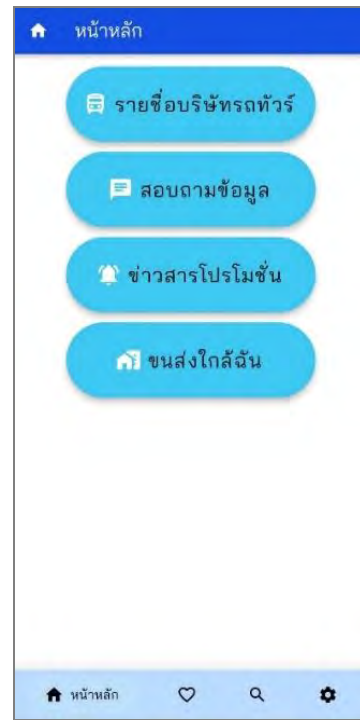 หน้าหลัก
รายชื่อบริษัทรถทัวร์
สอบถามข้อมูล
ข่าวสารโปรโมชั่น
ขนส่งใกล้ฉัน
หน้าหลัก